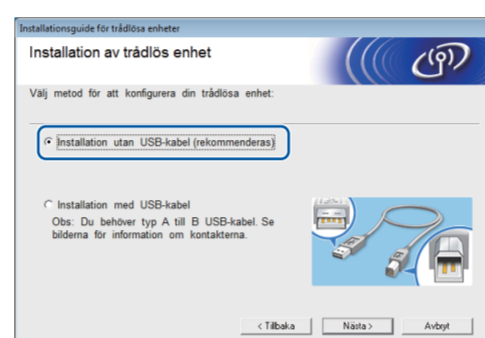 Installationsguide för trådlösa enheter
Installation av trådlös enhet
Välj metod för att konfigurera din trådlösa enhet:
Installation utan USB-kabel (rekommenderas)
Installation med USB-kabel
Obs: Du behöver typ A till B USB-kabel. Se
bilderna för information om kontakterna.
< Tillbaka
Nästa >
Avbryt